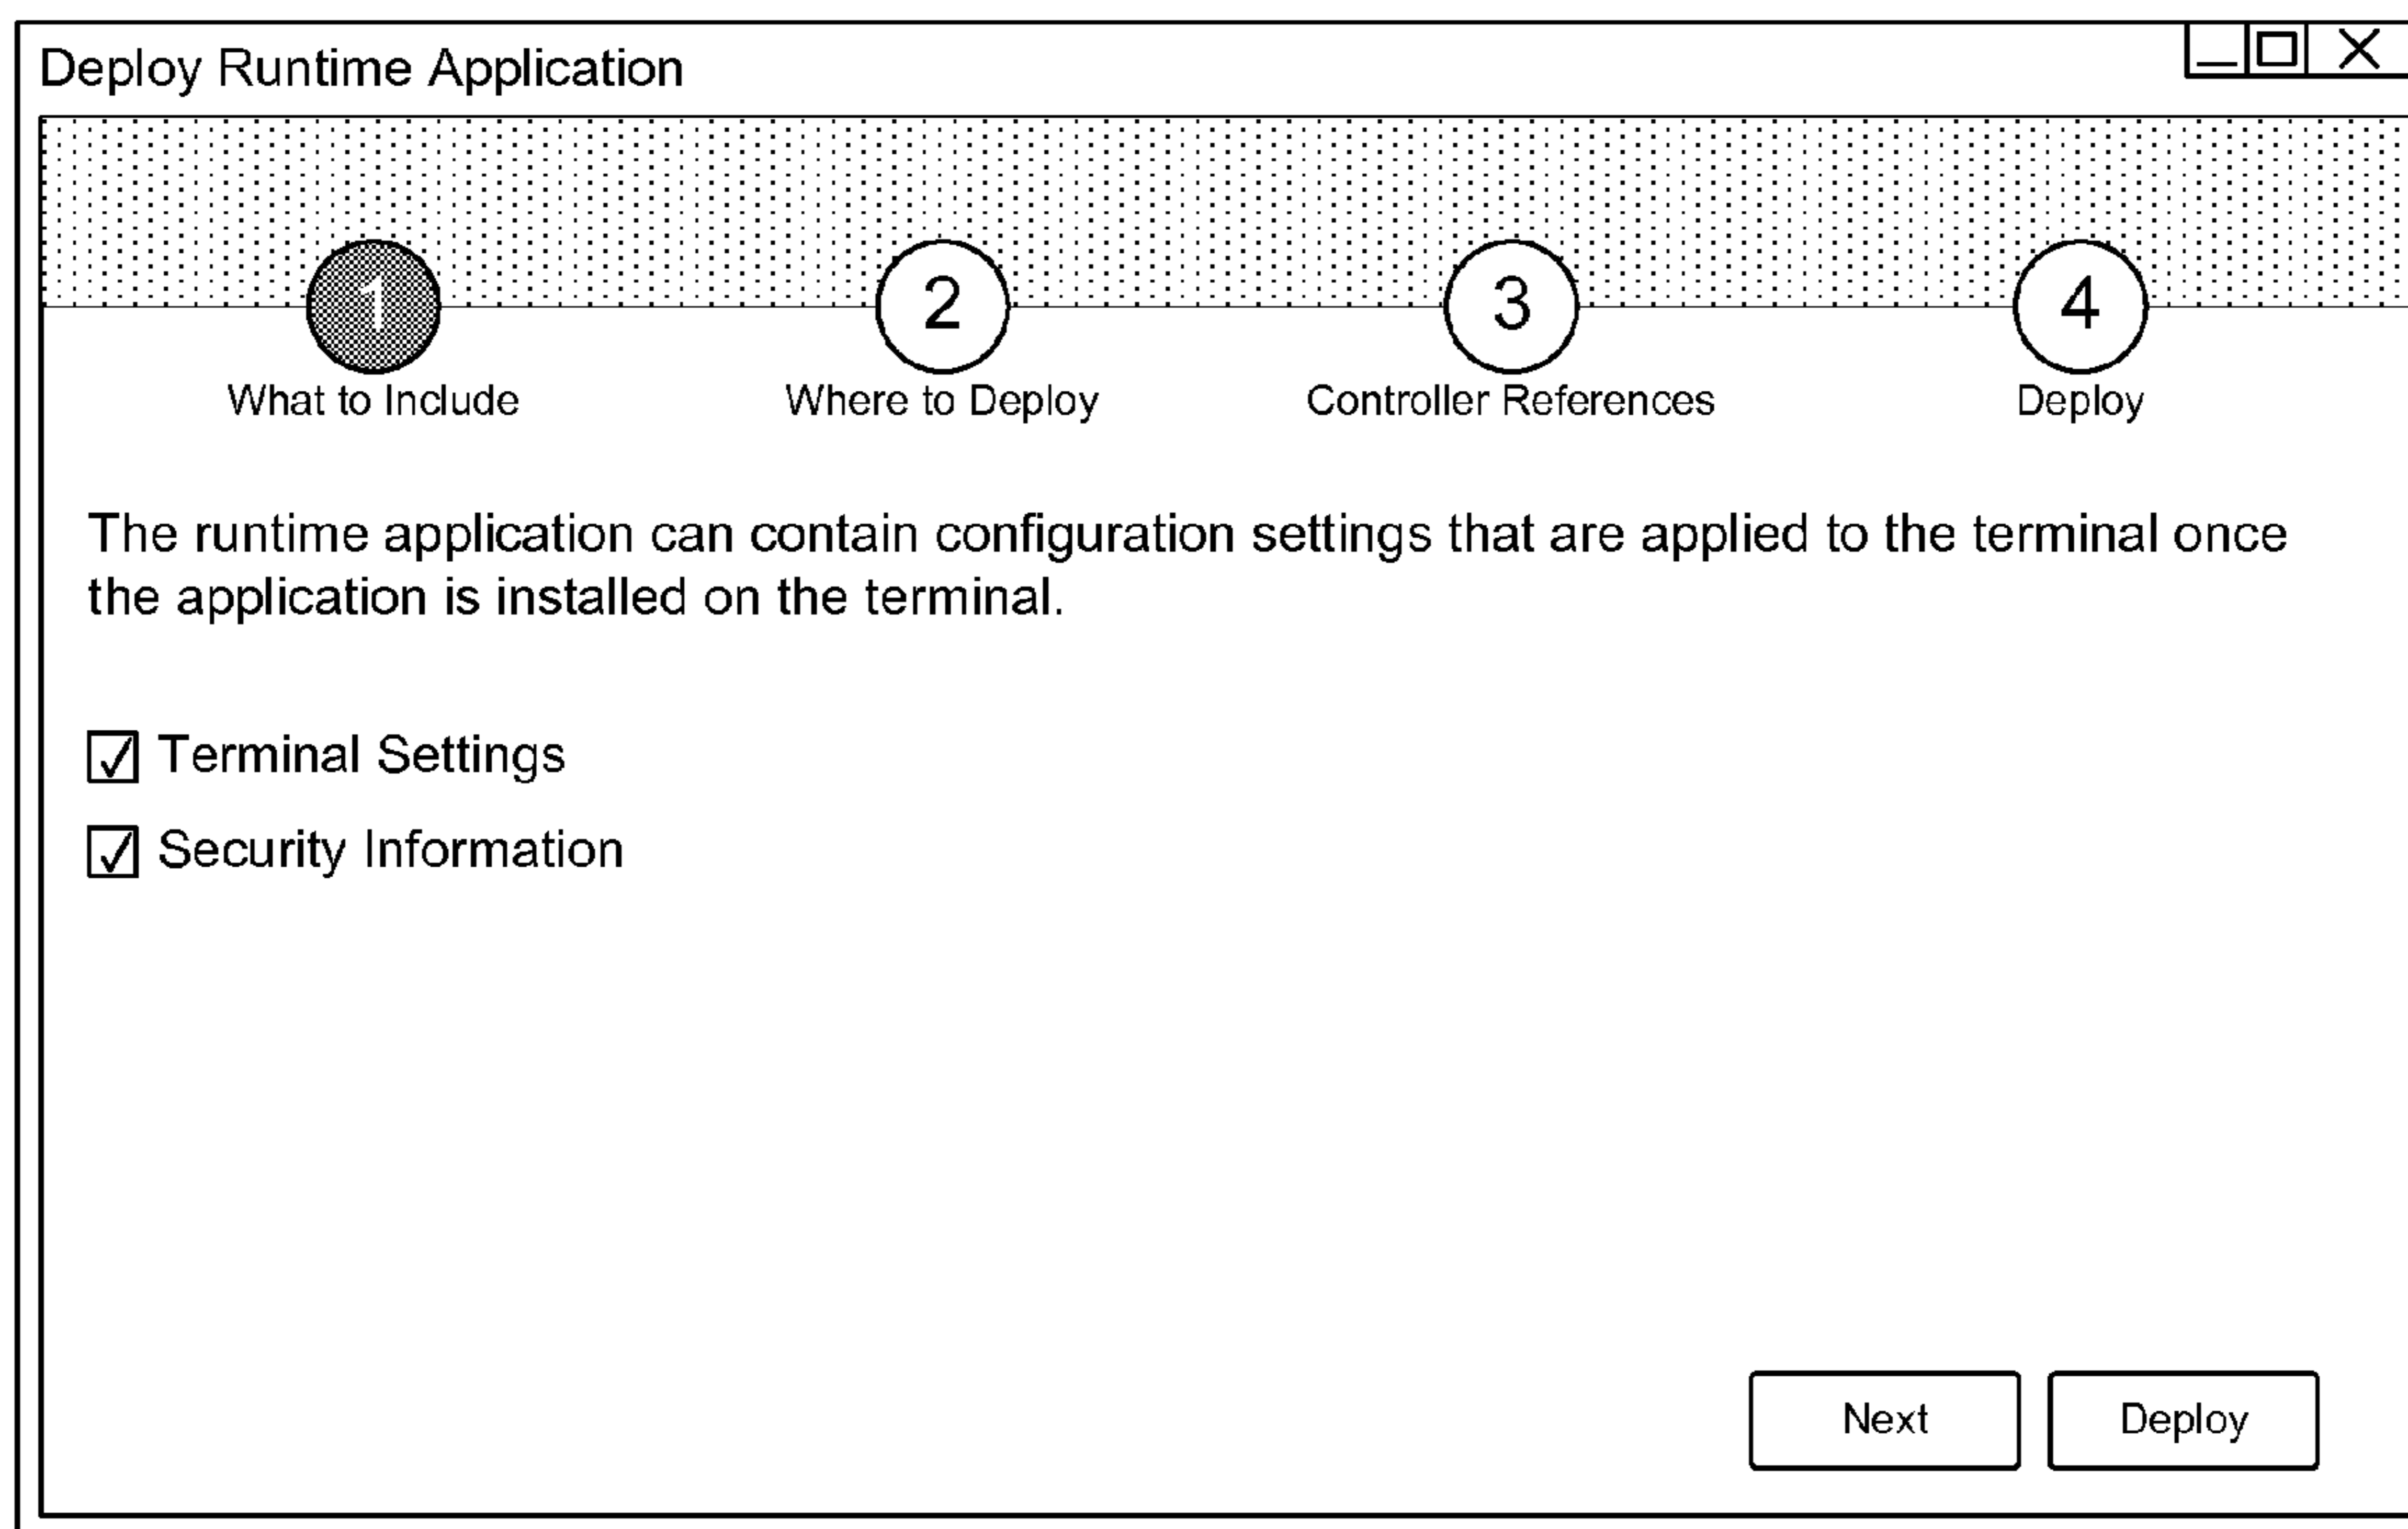 Deploy Runtime Application
1
2
3
4
What to Include
Where to Deploy
Controller References
Deploy
The runtime application can contain configuration settings that are applied to the terminal once
the application is installed on the terminal.
Terminal Settings
Security Information
Next
Deploy